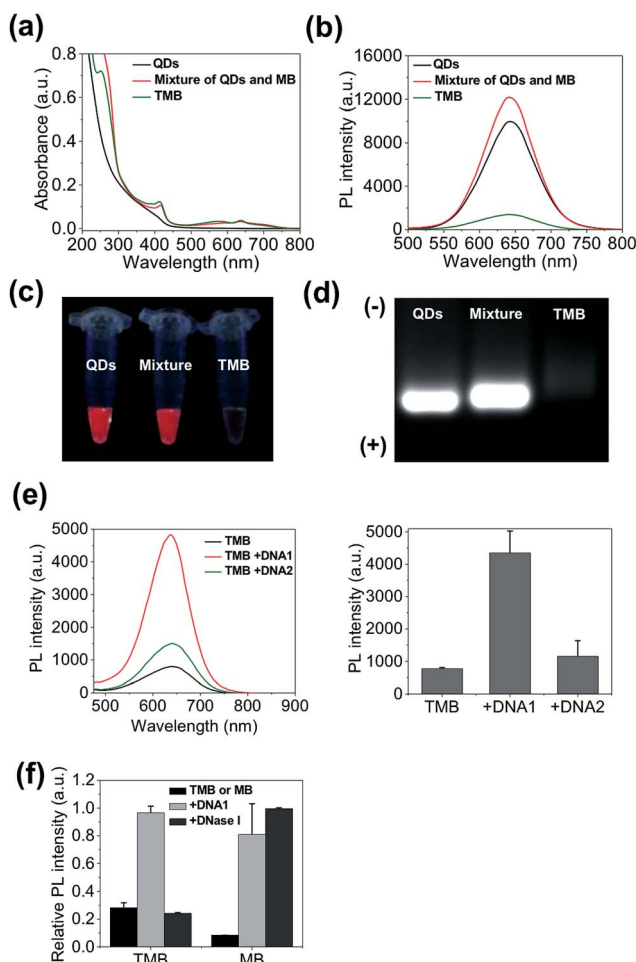 (a)
0.8
0.6
0.4
0.2
0.0
Absorbance (a.u.)
QDs
Mixture of QDs and MB
TMB
200 300 400 500 600 700 800
Wavelength (nm)
(b)
16000
12000
8000
4000
0
PL intensity (a.u.)
QDs
Mixture of QDs and MB
TMB
500 550 600 650 700 750 800
Wavelength (nm)
(c)
QDs Mixture TMB
(d)
(-)
(+)
QDs Mixture TMB
(e)
5000
4000
3000
2000
1000
0
PL intensity (a.u.)
TMB
TMB +DNA1
TMB +DNA2
500 600 700 800 900
Wavelength (nm)
5000
4000
3000
2000
1000
0
PL intensity (a.u.)
TMB +DNA1 +DNA2
(f)
1.2
1.0
0.8
0.6
0.4
0.2
0.0
Relative PL intensity (a.u.)
TMB or MB
+DNA1
+DNase I
TMB MB